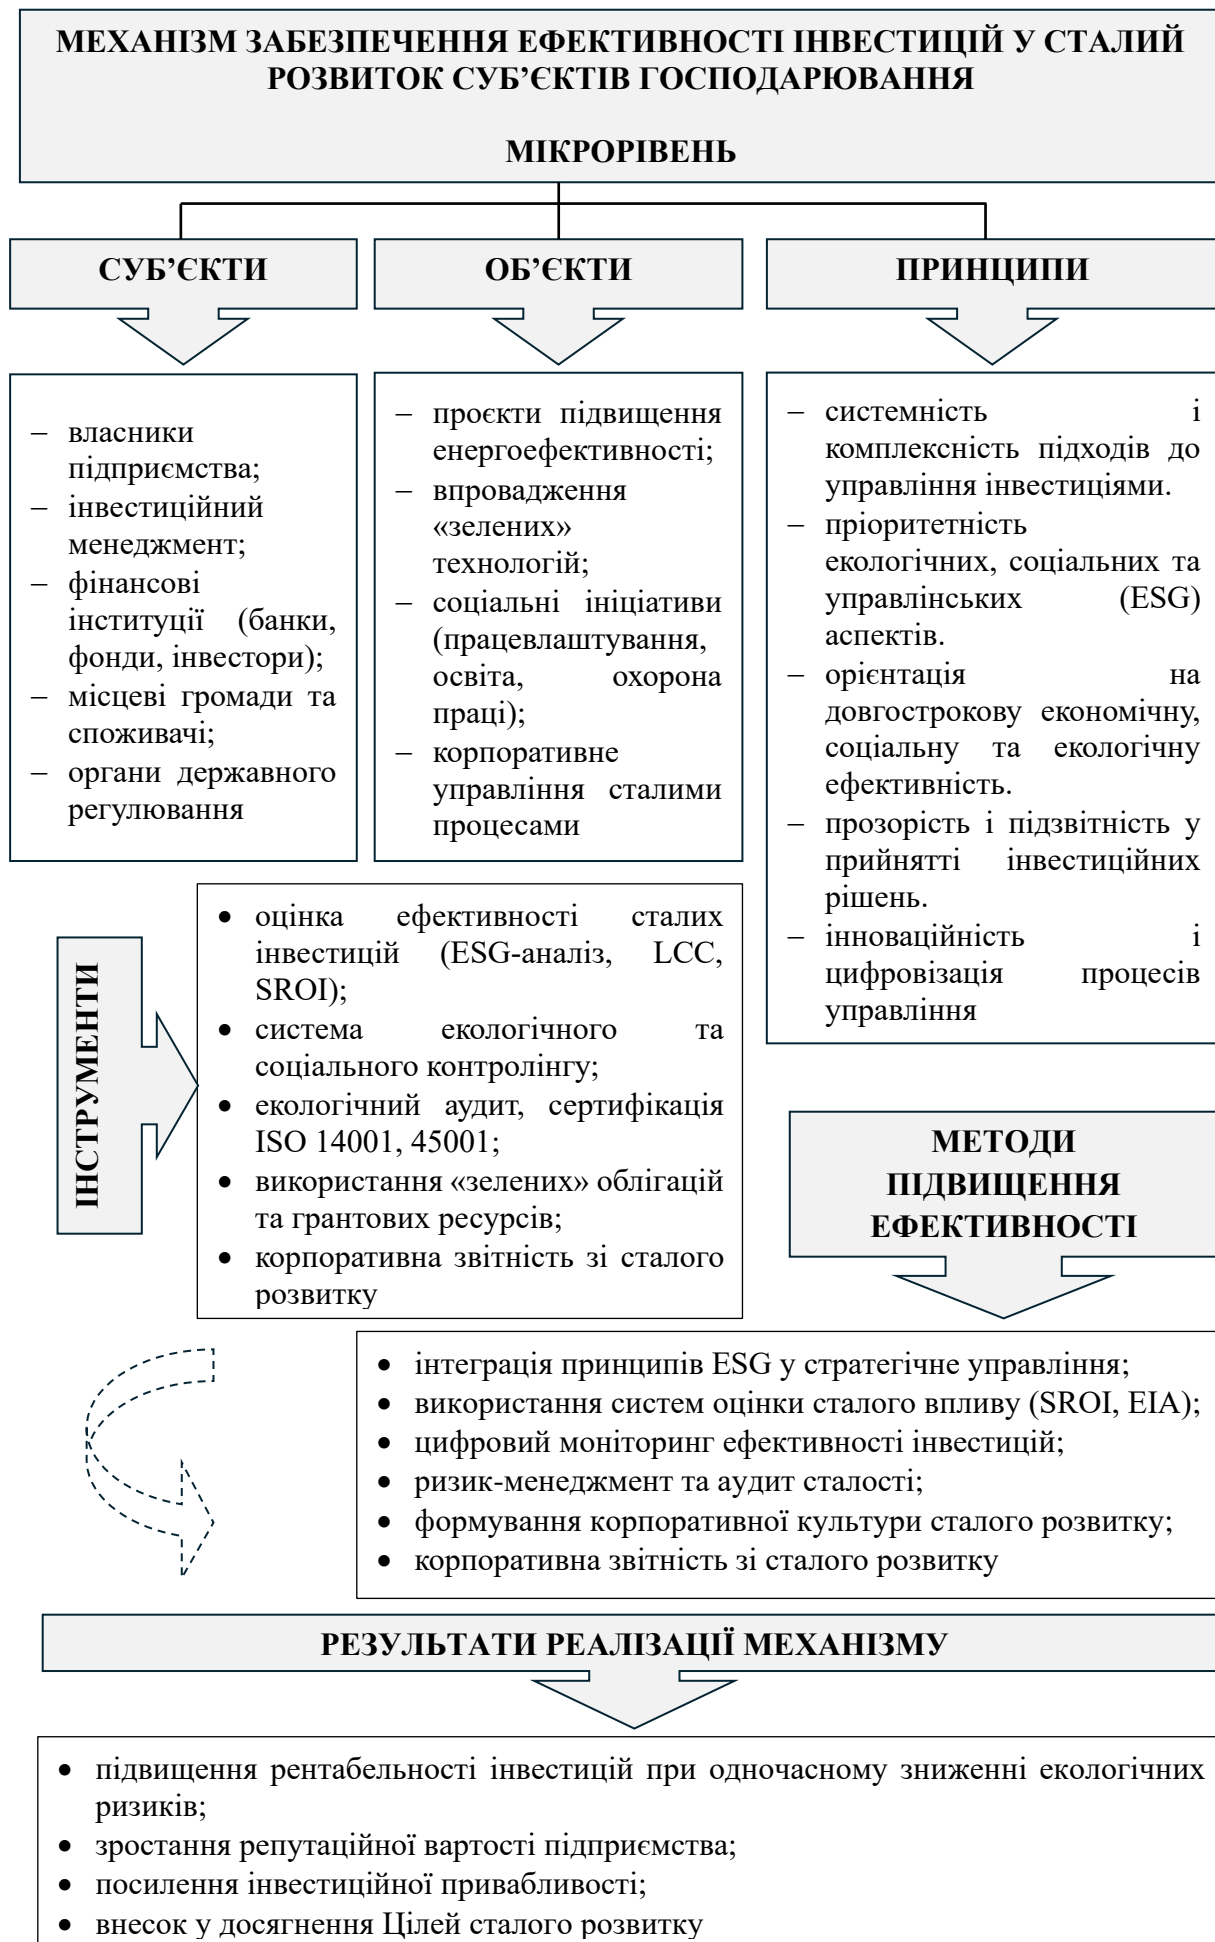 МЕХАНІЗМ ЗАБЕЗПЕЧЕННЯ ЕФЕКТИВНОСТІ ІНВЕСТИЦІЙ У СТАЛИЙ
РОЗВИТОК СУБ’ЄКТІВ ГОСПОДАРЮВАННЯ
МІКРОРІВЕНЬ
СУБ’ЄКТИ
– власники
підприємства;
– інвестиційний
менеджмент;
– фінансові
інституції (банки,
фонди, інвестори);
– місцеві громади та
споживачі;
– органи державного
регулювання
ОБ’ЄКТИ
– проєкти підвищення
енергоефективності;
– впровадження
«зелених»
технологій;
– соціальні ініціативи
(працевлаштування,
освіта, охорона
праці);
– корпоративне
управління сталими
процесами
ПРИНЦИПИ
– системність і
комплексність підходів до
управління інвестиціями.
– пріоритетність
екологічних, соціальних та
управлінських (ESG)
аспектів.
– орієнтація на
довгострокову економічну,
соціальну та екологічну
ефективність.
– прозорість і підзвітність у
прийнятті інвестиційних
рішень.
– інноваційність і
цифровізація процесів
управління
ІНСТРУМЕНТИ
• оцінка ефективності сталих
інвестицій (ESG-аналіз, LCC,
SROI);
• система екологічного та
соціального контролінгу;
• екологічний аудит, сертифікація
ISO 14001, 45001;
• використання «зелених» облігацій
та грантових ресурсів;
• корпоративна звітність зі сталого
розвитку
МЕТОДИ
ПІДВИЩЕННЯ
ЕФЕКТИВНОСТІ
• інтеграція принципів ESG у стратегічне управління;
• використання систем оцінки сталого впливу (SROI, EIA);
• цифровий моніторинг ефективності інвестицій;
• ризик-менеджмент та аудит сталості;
• формування корпоративної культури сталого розвитку;
• корпоративна звітність зі сталого розвитку
РЕЗУЛЬТАТИ РЕАЛІЗАЦІЇ МЕХАНІЗМУ
• підвищення рентабельності інвестицій при одночасному зниженні екологічних
ризиків;
• зростання репутаційної вартості підприємства;
• посилення інвестиційної привабливості;
• внесок у досягнення Цілей сталого розвитку